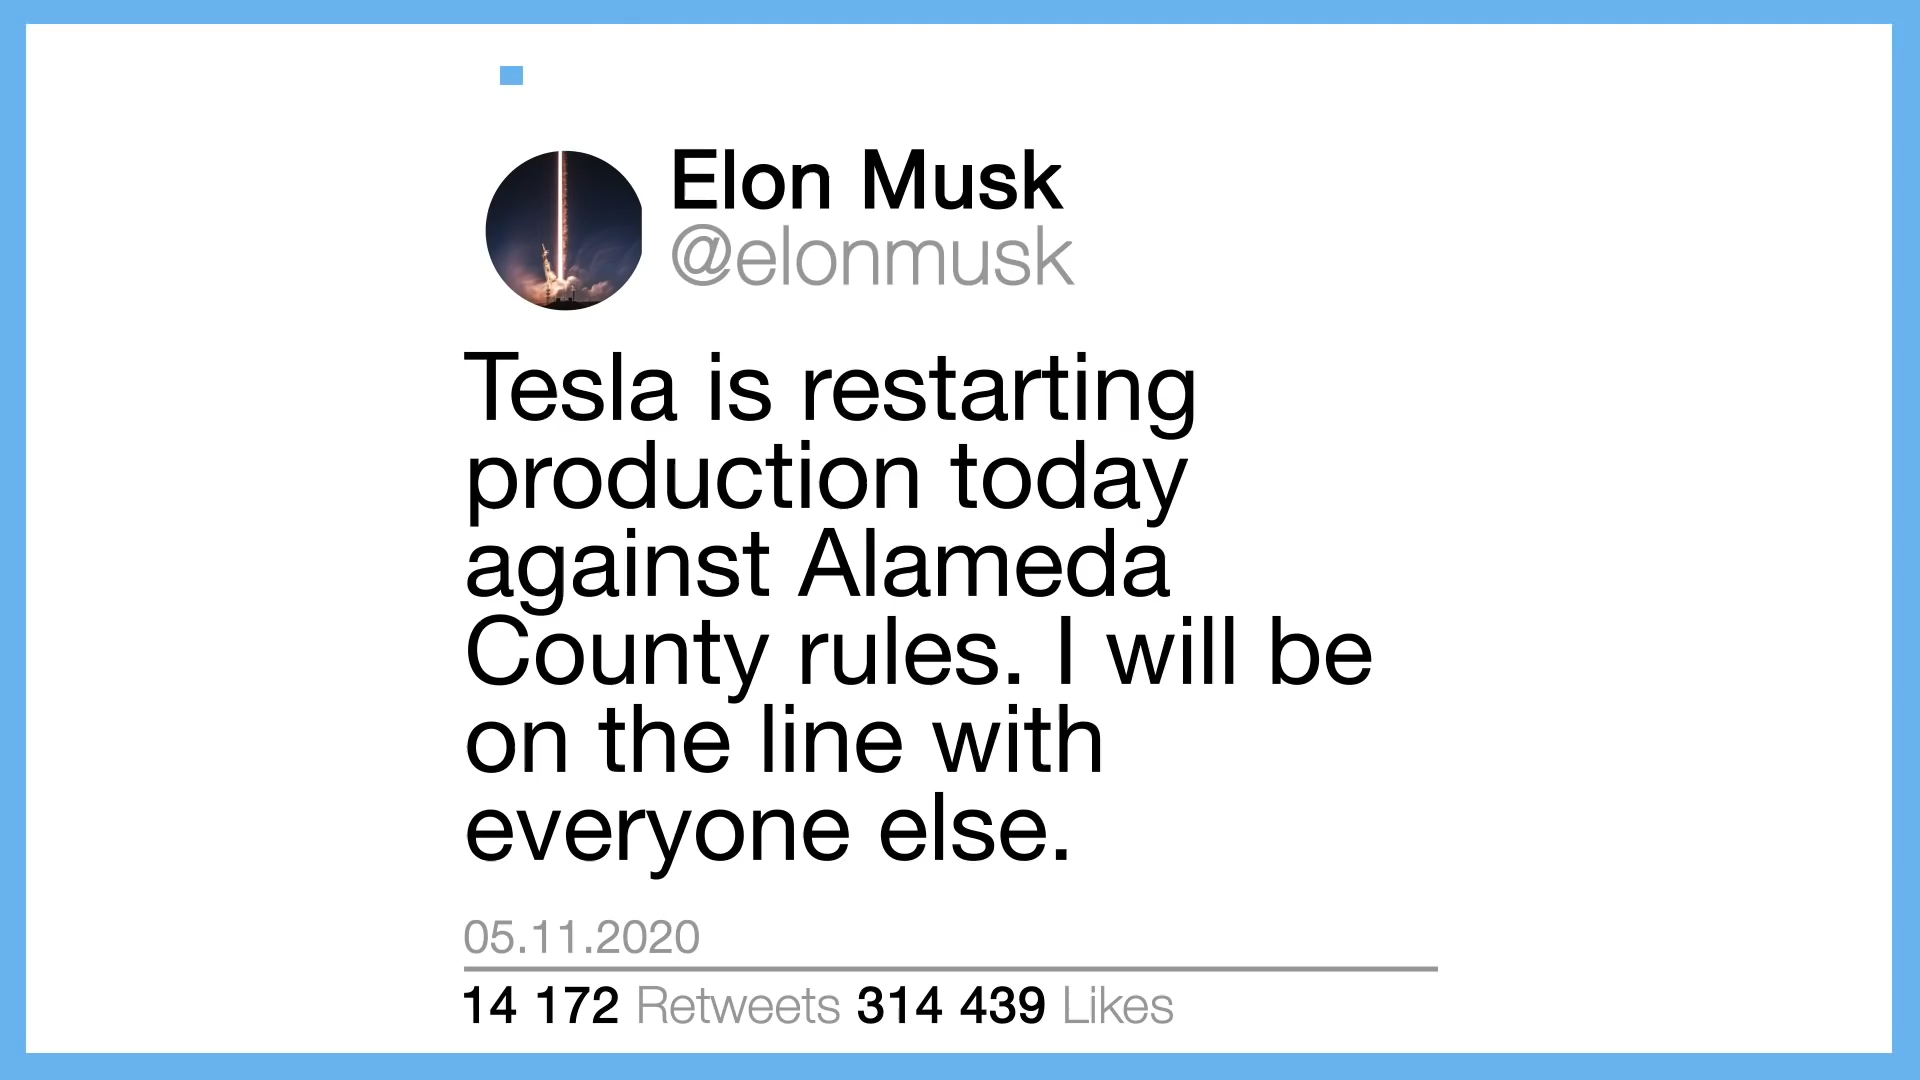 Elon Musk
@elonmusk
Tesla is restarting
production today
against Alameda
County rules. I will be
on the line with
everyone else.
05.11.2020
14 172 Retweets 314 439 Likes